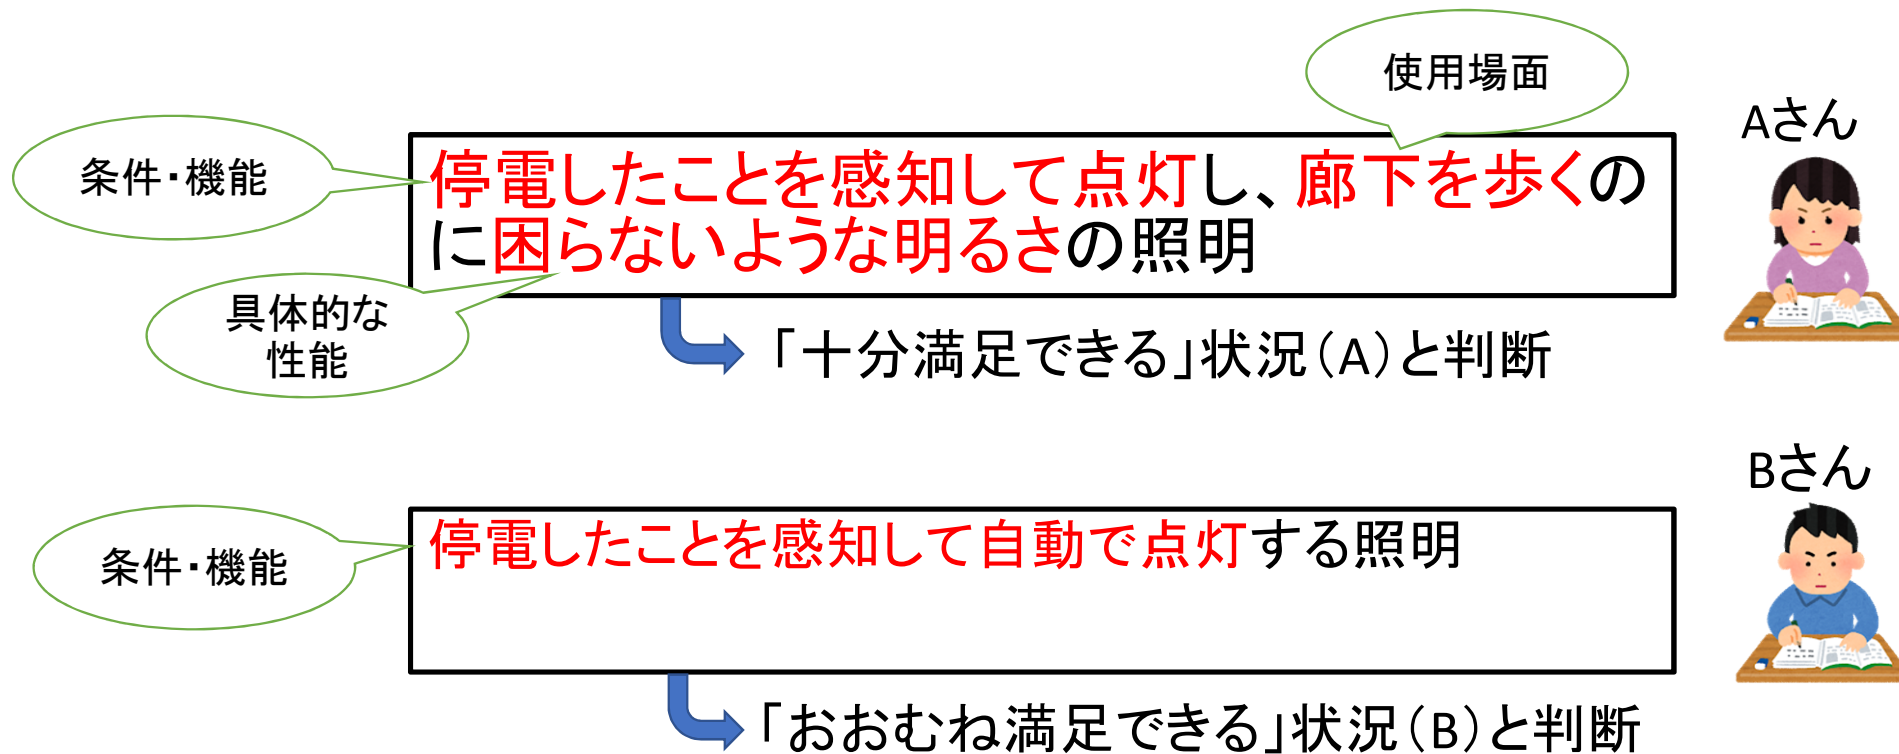 使用場面
Aさん
条件・機能
停電したことを感知して点灯し、廊下を歩くの
に困らないような明るさの照明
具体的な
性能
「十分満足できる」状況(A)と判断
Bさん
条件・機能
停電したことを感知して自動で点灯する照明
「おおむね満足できる」状況(B)と判断